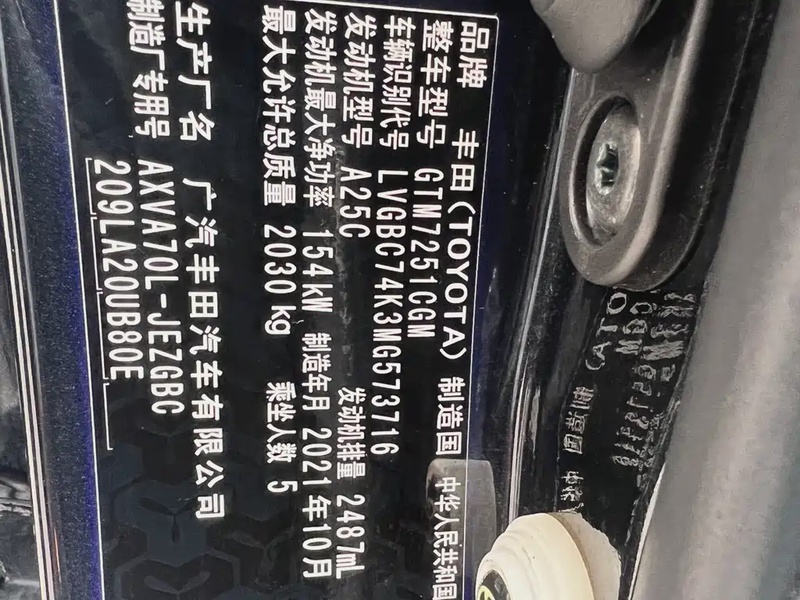 品牌 丰田(TOYOTA) 制造国 中华人民共和国
整车型号 GTM7251CGM
车辆识别代号 LVGBC74K3MG573716
发动机型号 A25C 发动机排量 2487mL
发动机最大净功率 154kW 制造年月 2021年10月
最大允许总质量 2030kg 乘坐人数 5
生产厂名 广汽丰田汽车有限公司
制造厂专用号 AXVA70L-JEZGBC
209LA20UB80E